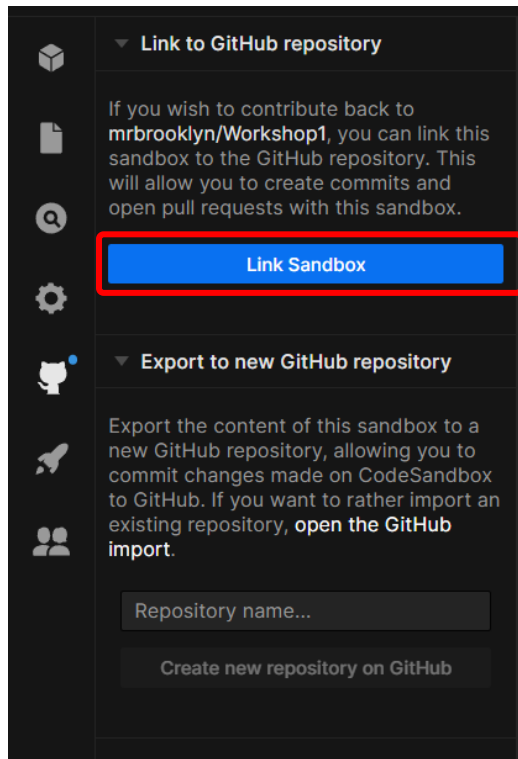 Link to GitHub repository
If you wish to contribute back to
mrbrooklyn/Workshop1, you can link this
sandbox to the GitHub repository. This
will allow you to create commits and
open pull requests with this sandbox.
Link Sandbox
Export to new GitHub repository
Export the content of this sandbox to a
new GitHub repository, allowing you to
commit changes made on CodeSandbox
to GitHub. If you want to rather import an
existing repository, open the GitHub
import.
Repository name...
Create new repository on GitHub